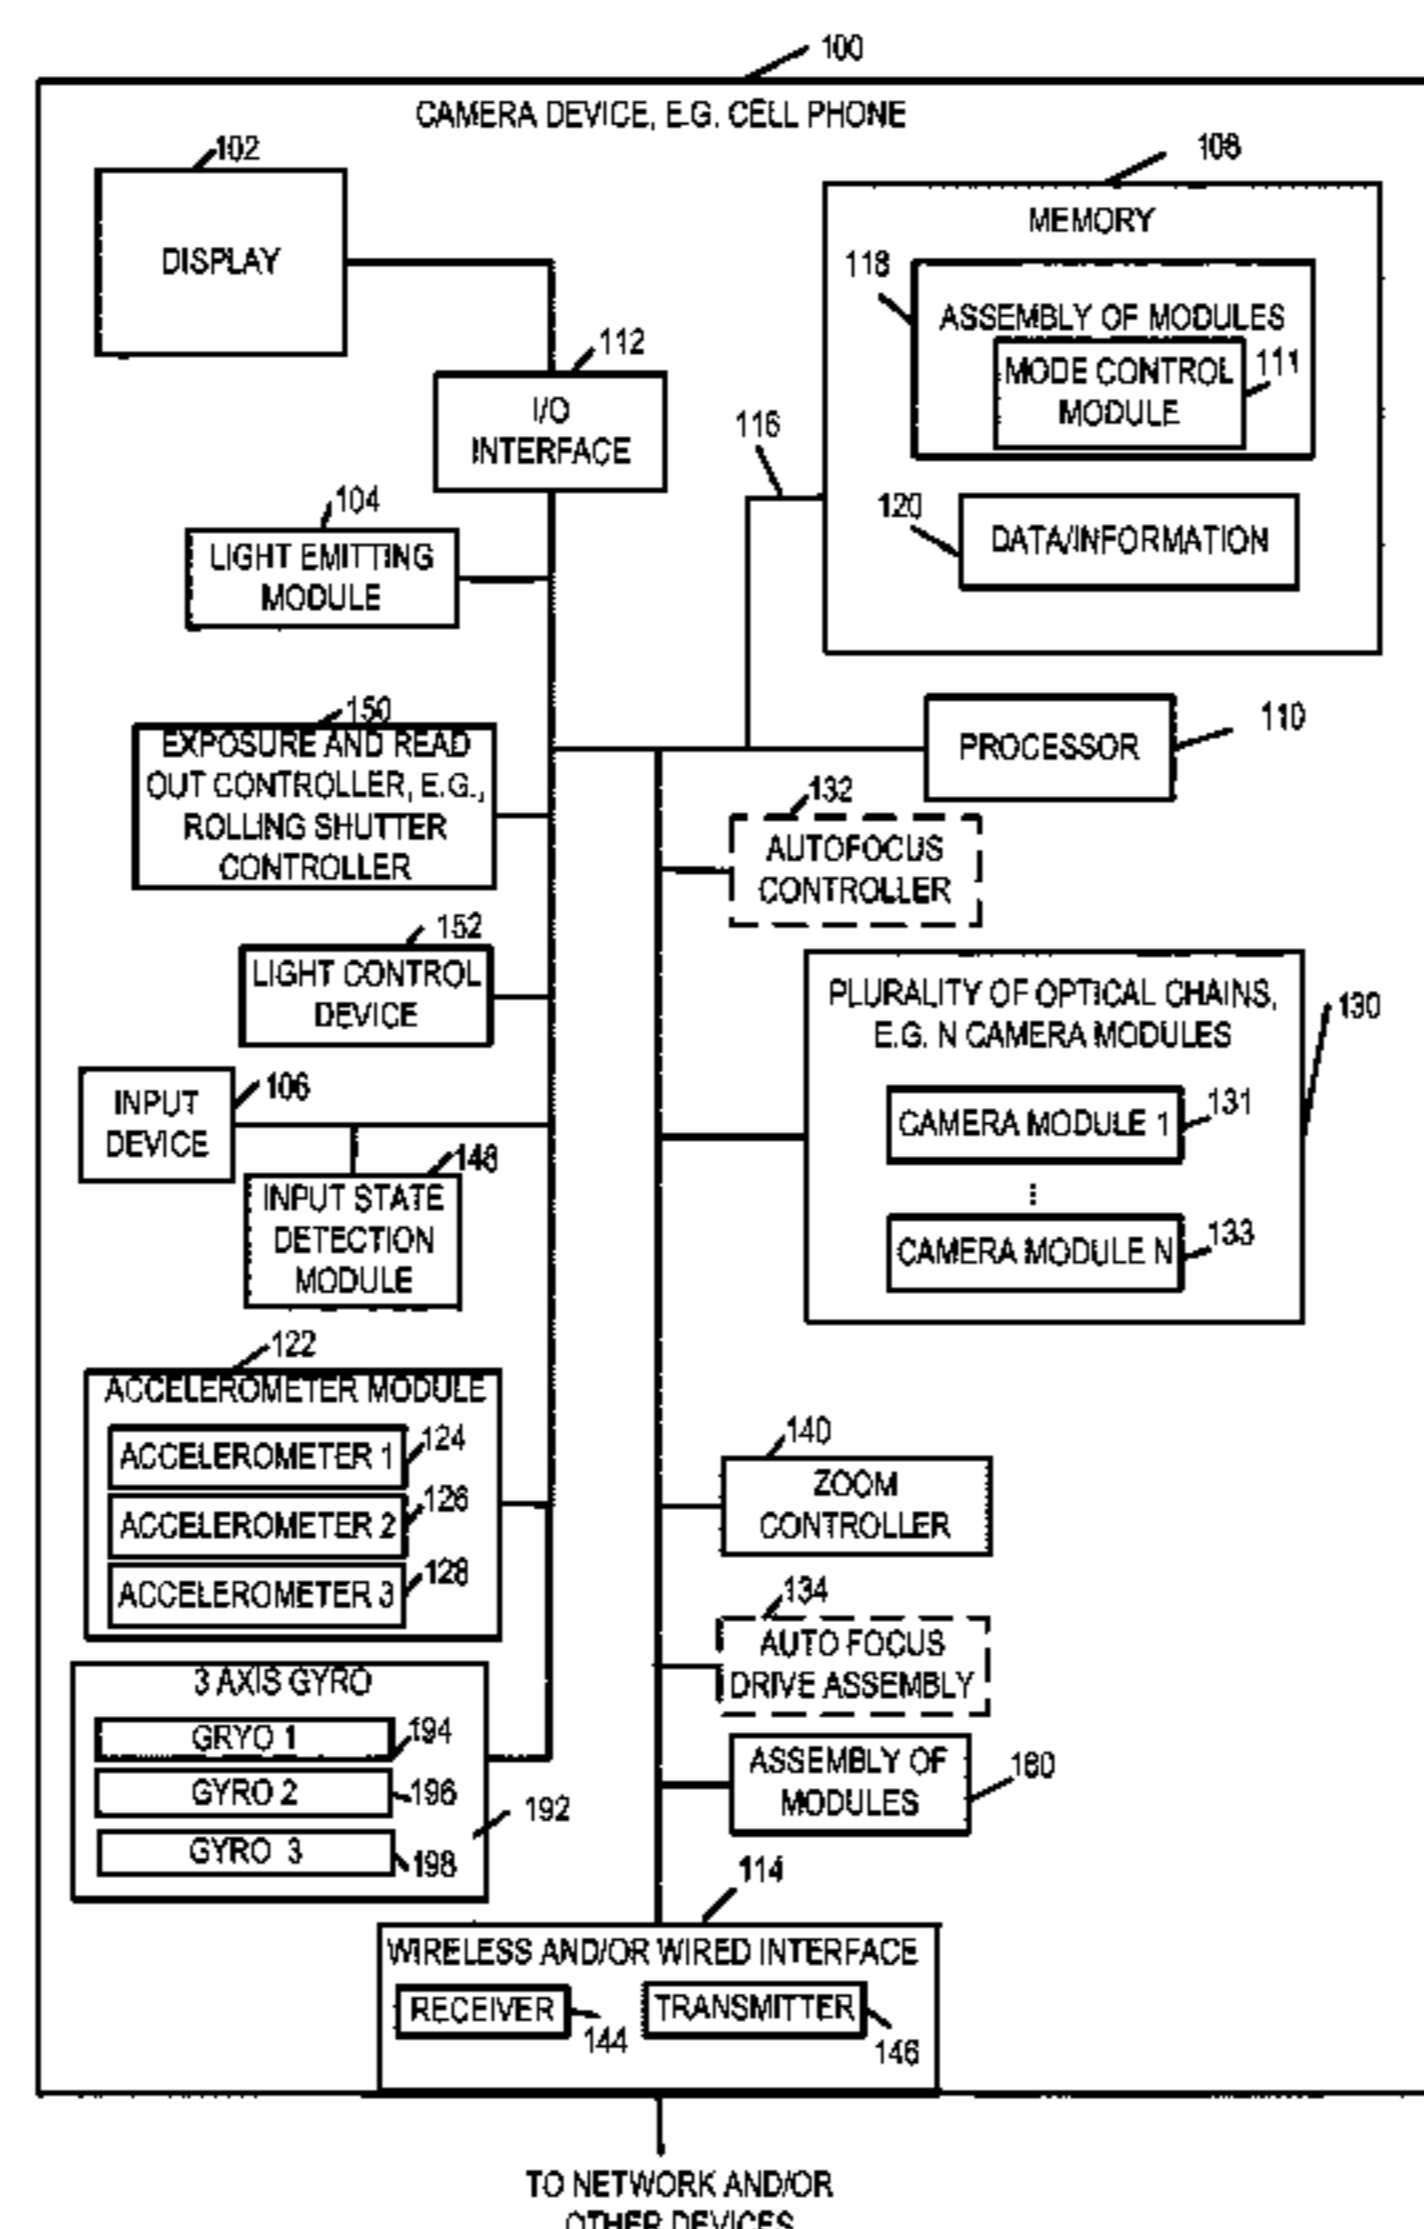 100
CAMERA DEVICE, E.G. CELL PHONE
102
DISPLAY
108
MEMORY
118
ASSEMBLY OF MODULES
MODE CONTROL
MODULE
111
120
DATA/INFORMATION
112
I/O
INTERFACE
116
104
LIGHT EMITTING
MODULE
150
EXPOSURE AND READ
OUT CONTROLLER, E.G.,
ROLLING SHUTTER
CONTROLLER
PROCESSOR
110
132
AUTOFOCUS
CONTROLLER
152
LIGHT CONTROL
DEVICE
PLURALITY OF OPTICAL CHAINS,
E.G. N CAMERA MODULES
130
CAMERA MODULE 1
131
⋮
CAMERA MODULE N
133
INPUT
DEVICE
106
148
INPUT STATE
DETECTION
MODULE
122
ACCELEROMETER MODULE
ACCELEROMETER 1
124
ACCELEROMETER 2
126
ACCELEROMETER 3
128
140
ZOOM
CONTROLLER
134
AUTO FOCUS
DRIVE ASSEMBLY
3 AXIS GYRO
GRYO 1
194
GYRO 2
196
GYRO 3
198
192
ASSEMBLY OF
MODULES
180
114
WIRELESS AND/OR WIRED INTERFACE
RECEIVER
144
TRANSMITTER
146
TO NETWORK AND/OR
OTHER DEVICES